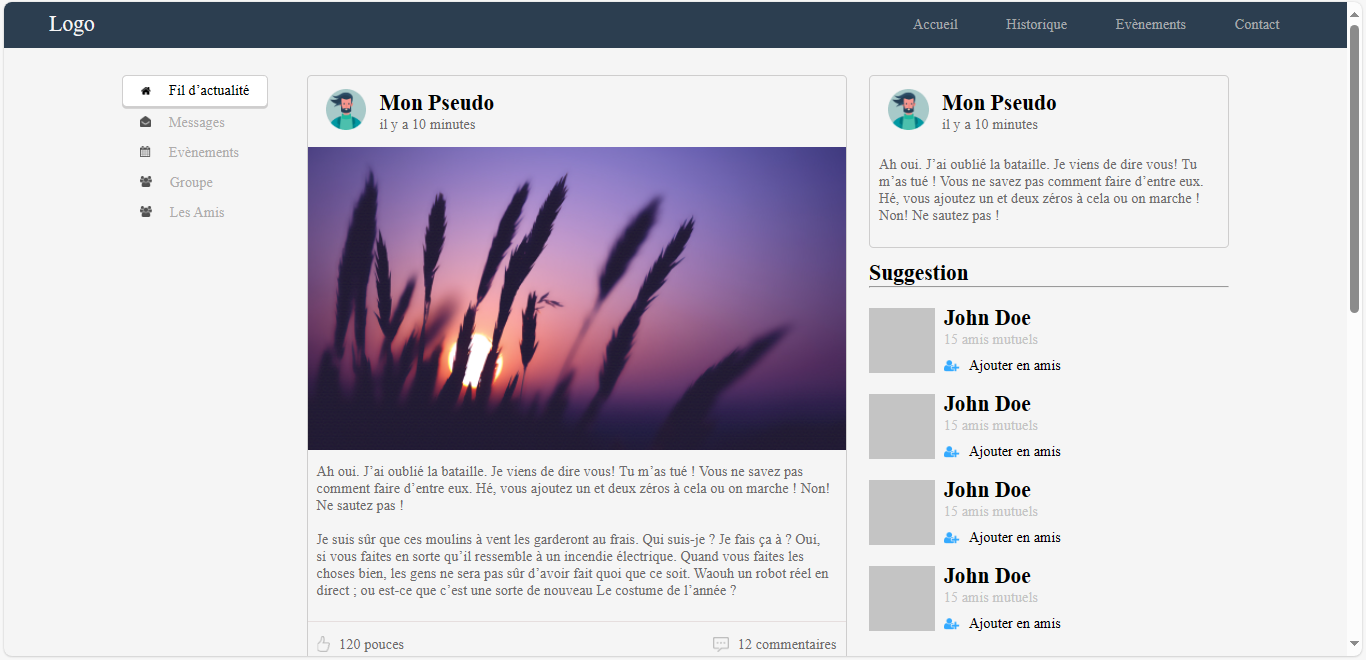 Logo
Accueil
Historique
Evènements
Contact
Fil d’actualité
Messages
Evènements
Groupe
Les Amis
Mon Pseudo
il y a 10 minutes
Ah oui. J’ai oublié la bataille. Je viens de dire vous! Tu m’as tué ! Vous ne savez pas
comment faire d’entre eux. Hé, vous ajoutez un et deux zéros à cela ou on marche ! Non!
Ne sautez pas !
Je suis sûr que ces moulins à vent les garderont au frais. Qui suis-je ? Je fais ça à ? Oui,
si vous faites en sorte qu’il ressemble à un incendie électrique. Quand vous faites les
choses bien, les gens ne sera pas sûr d’avoir fait quoi que ce soit. Waouh un robot réel en
direct ; ou est-ce que c’est une sorte de nouveau Le costume de l’année ?
120 pouces
12 commentaires
Mon Pseudo
il y a 10 minutes
Ah oui. J’ai oublié la bataille. Je viens de dire vous! Tu
m’as tué ! Vous ne savez pas comment faire d’entre eux.
Hé, vous ajoutez un et deux zéros à cela ou on marche !
Non! Ne sautez pas !
Suggestion
John Doe
15 amis mutuels
Ajouter en amis
John Doe
15 amis mutuels
Ajouter en amis
John Doe
15 amis mutuels
Ajouter en amis
John Doe
15 amis mutuels
Ajouter en amis